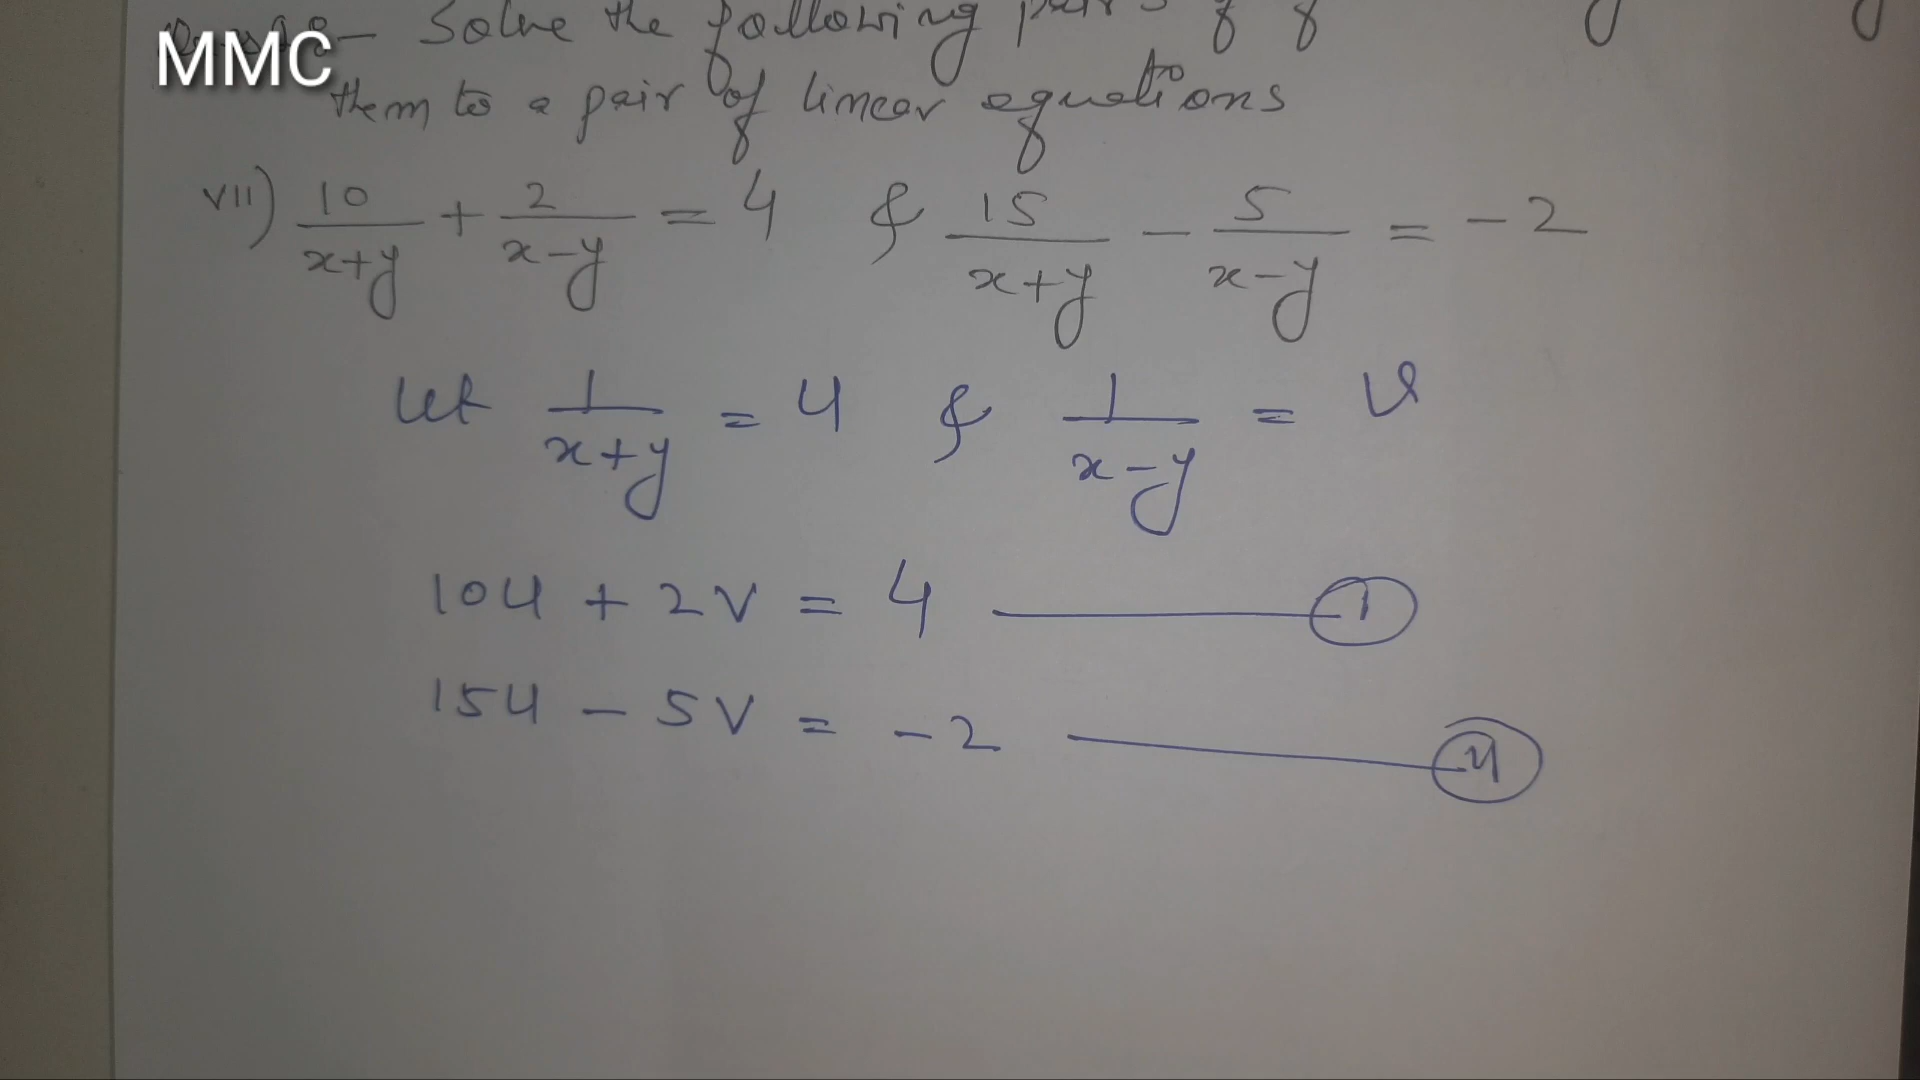 MMC
Solve the following
them to a pair of linear equations
VII) 10/(x+y) + 2/(x-y) = 4 & 15/(x+y) - 5/(x-y) = -2
let 1/(x+y) = u & 1/(x-y) = v
10u + 2v = 4 —— ①
15u - 5v = -2 ——